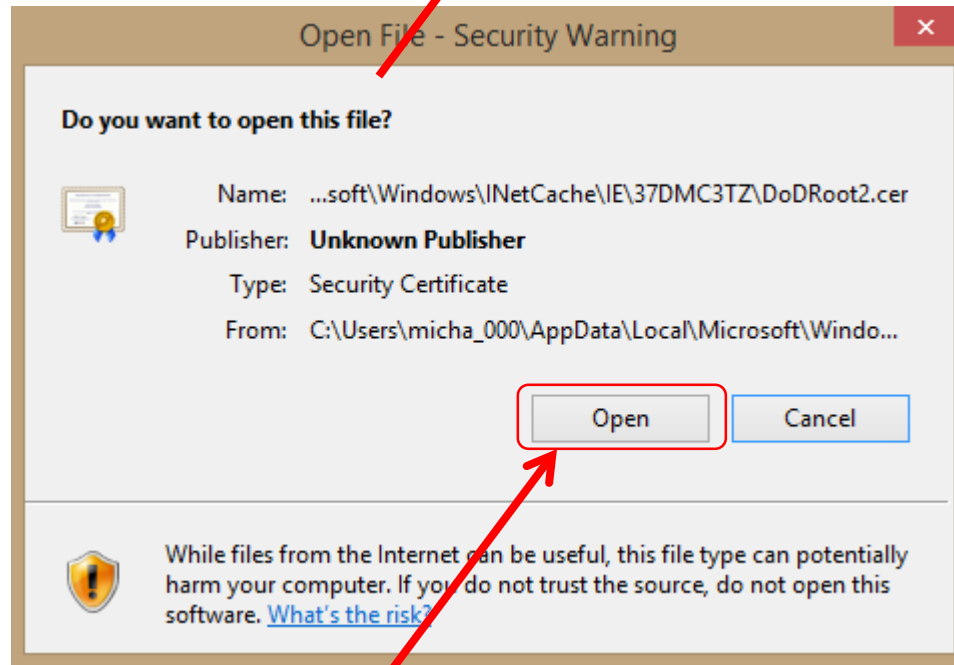 Open File - Security Warning
Do you want to open this file?
Name: ...soft\Windows\INetCache\IE\37DMC3TZ\DoDRoot2.cer
Publisher: Unknown Publisher
Type: Security Certificate
From: C:\Users\micha_000\AppData\Local\Microsoft\Windo...
Open Cancel
While files from the Internet can be useful, this file type can potentially
harm your computer. If you do not trust the source, do not open this
software. What's the risk?